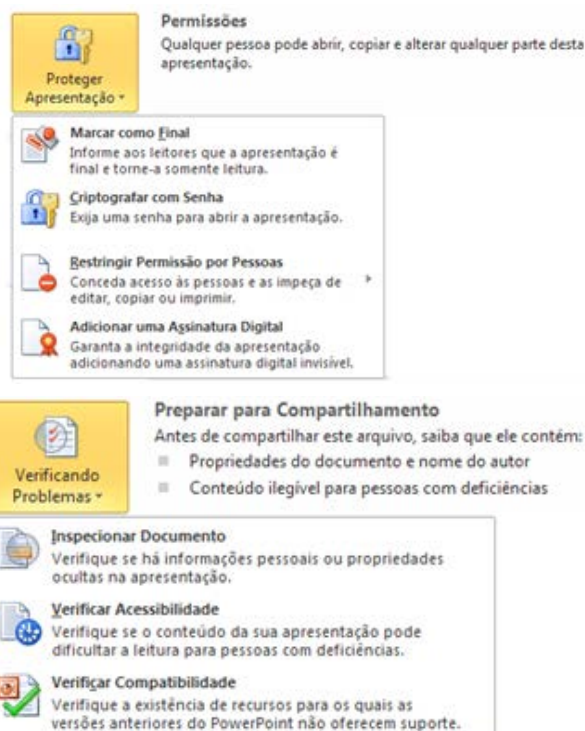 Permissões
Qualquer pessoa pode abrir, copiar e alterar qualquer parte desta
apresentação.
Proteger
Apresentação
Marcar como Final
Informe aos leitores que a apresentação é
final e torne-a somente leitura.
Criptografar com Senha
Exija uma senha para abrir a apresentação.
Restringir Permissão por Pessoas
Conceda acesso às pessoas e as impeça de
editar, copiar ou imprimir.
Adicionar uma Assinatura Digital
Garanta a integridade da apresentação
adicionando uma assinatura digital invisível.
Preparar para Compartilhamento
Antes de compartilhar este arquivo, saiba que ele contém:
Propriedades do documento e nome do autor
Conteúdo ilegível para pessoas com deficiências
Verificando
Problemas
Inspecionar Documento
Verifique se há informações pessoais ou propriedades
ocultas na apresentação.
Verificar Acessibilidade
Verifique se o conteúdo da sua apresentação pode
dificultar a leitura para pessoas com deficiências.
Verificar Compatibilidade
Verifique a existência de recursos para os quais as
versões anteriores do PowerPoint não oferecem suporte.